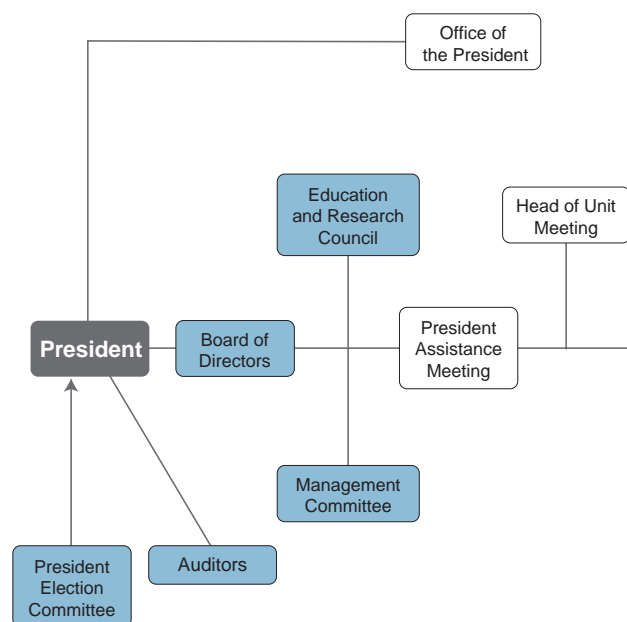 Office of
the President
Education
and Research
Council
Head of Unit
Meeting
President
Board of
Directors
President
Assistance
Meeting
Management
Committee
President
Election
Committee
Auditors